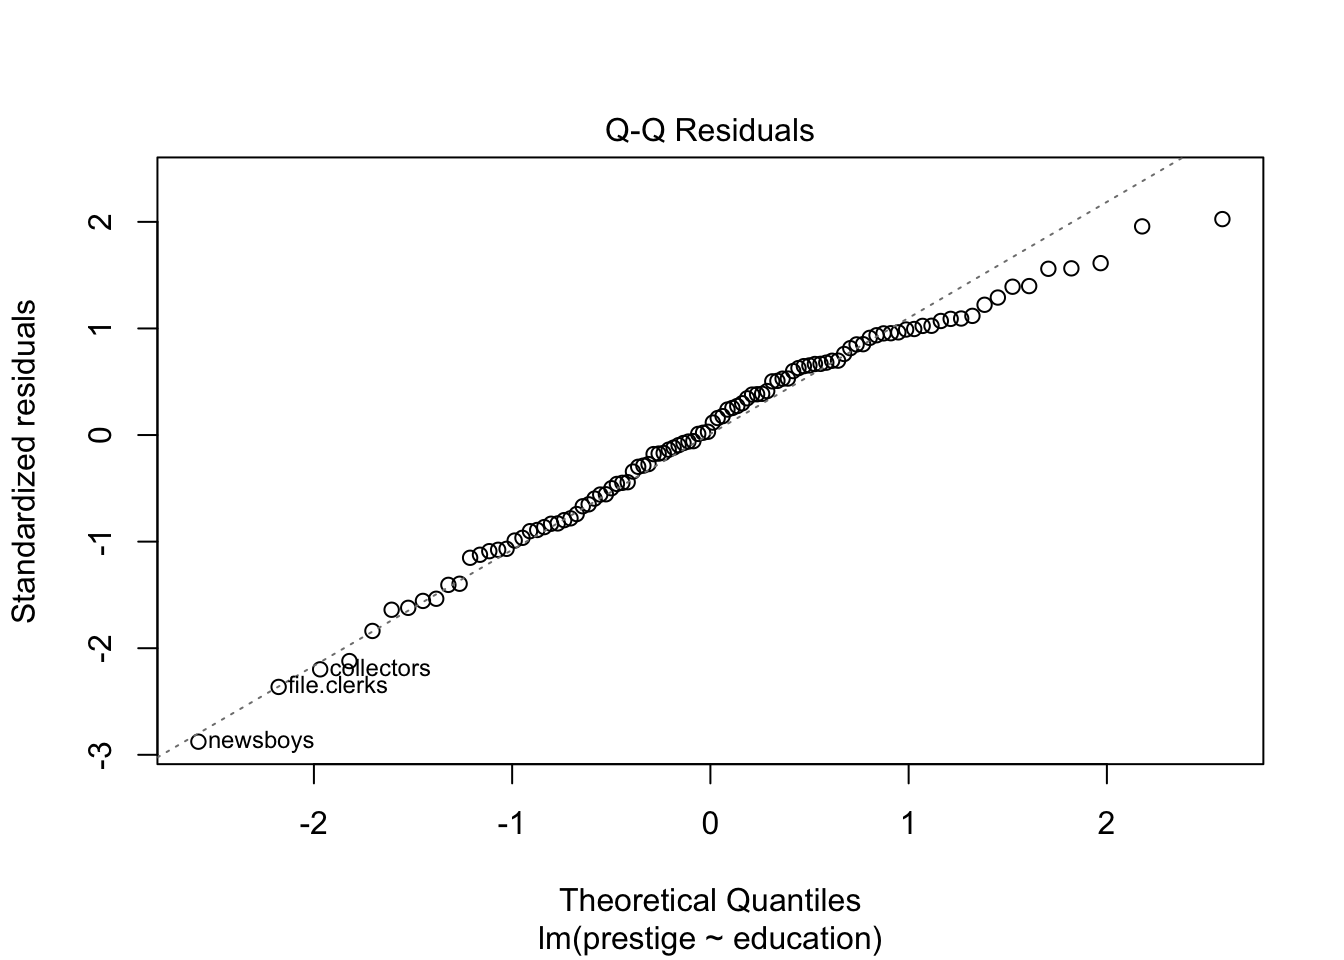 Q-Q Residuals
Standardized residuals
2
1
0
-1
-2
-3
collectors
file.clerks
newsboys
-2 -1 0 1 2
Theoretical Quantiles
lm(prestige ~ education)